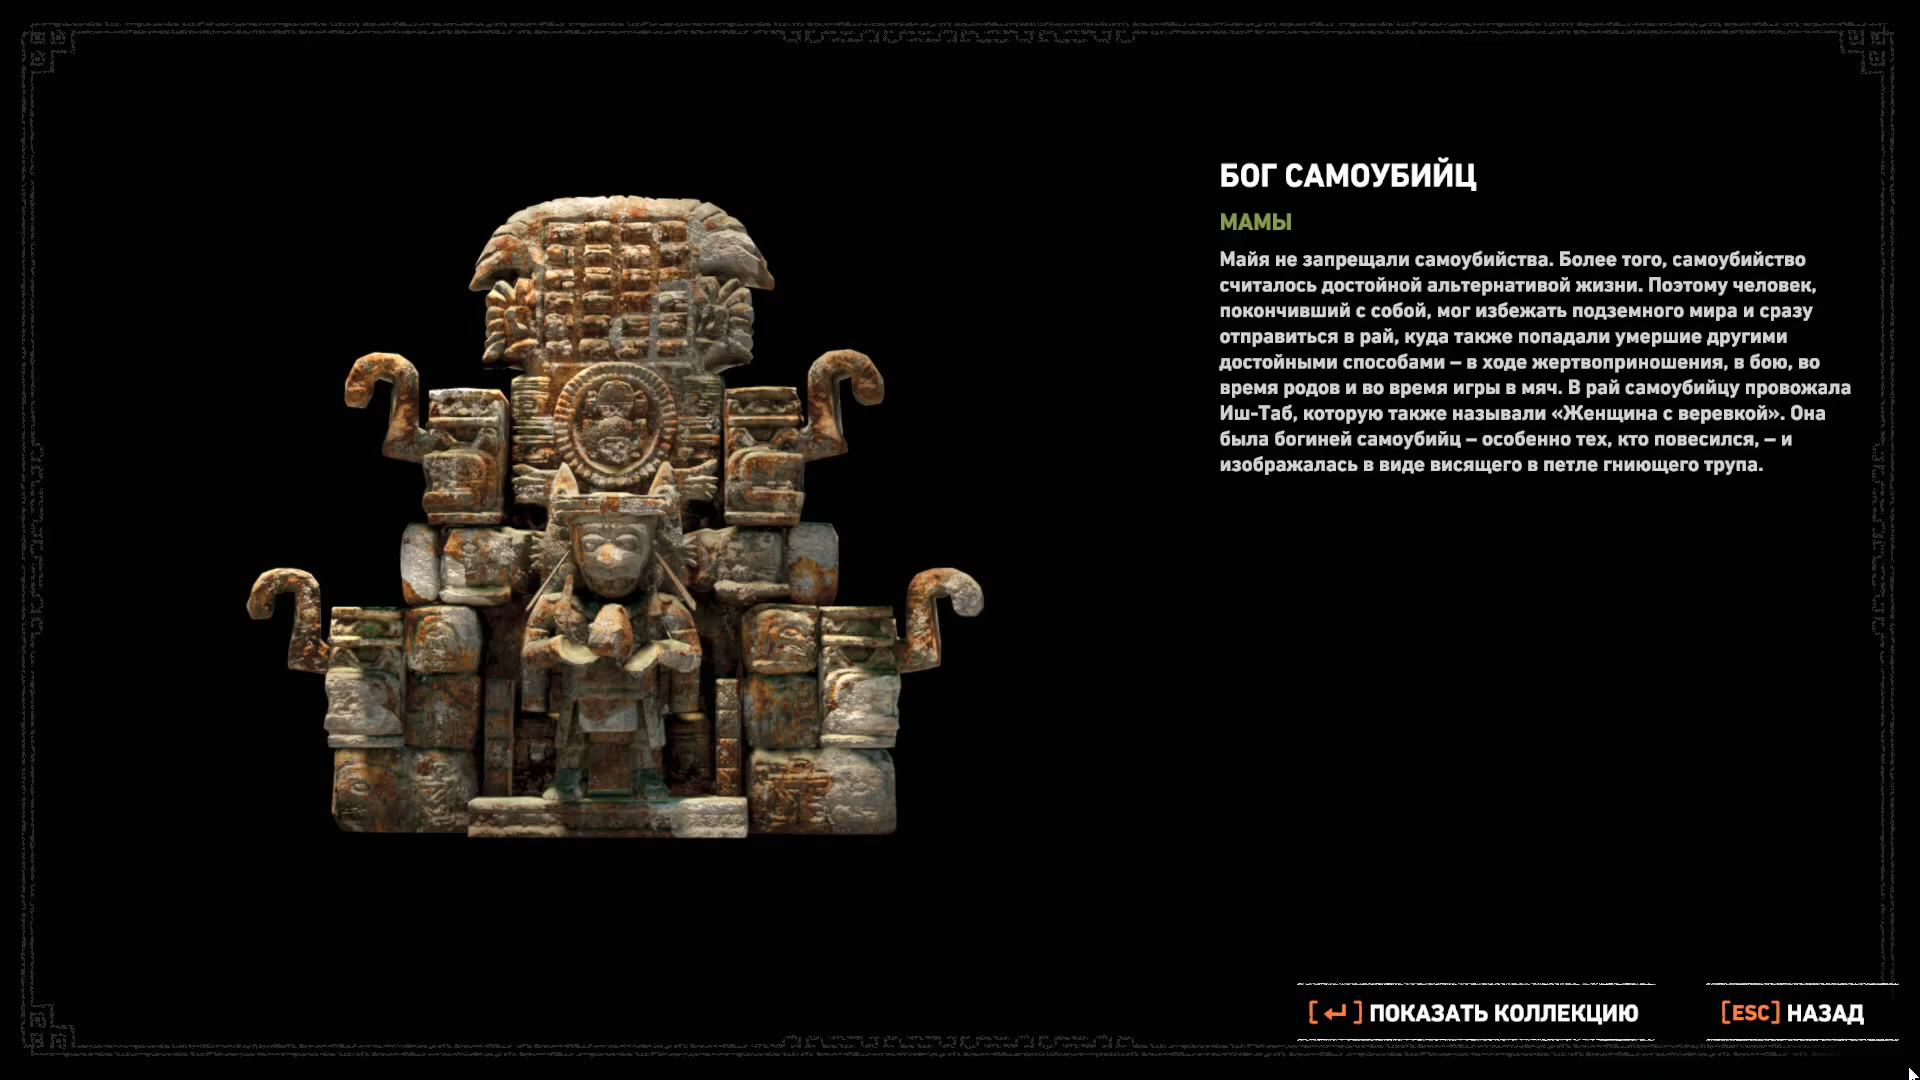 БОГ САМОУБИЙЦ
МАМЫ
Майя не запрещали самоубийства. Более того, самоубийство
считалось достойной альтернативой жизни. Поэтому человек,
покончивший с собой, мог избежать подземного мира и сразу
отправиться в рай, куда также попадали умершие другими
достойными способами – в ходе жертвоприношения, в бою, во
время родов и во время игры в мяч. В рай самоубийцу провожала
Иш-Таб, которую также называли «Женщина с веревкой». Она
была богиней самоубийц – особенно тех, кто повесился, – и
изображалась в виде висящего в петле гниющего трупа.
[↵] ПОКАЗАТЬ КОЛЛЕКЦИЮ
[ESC] НАЗАД